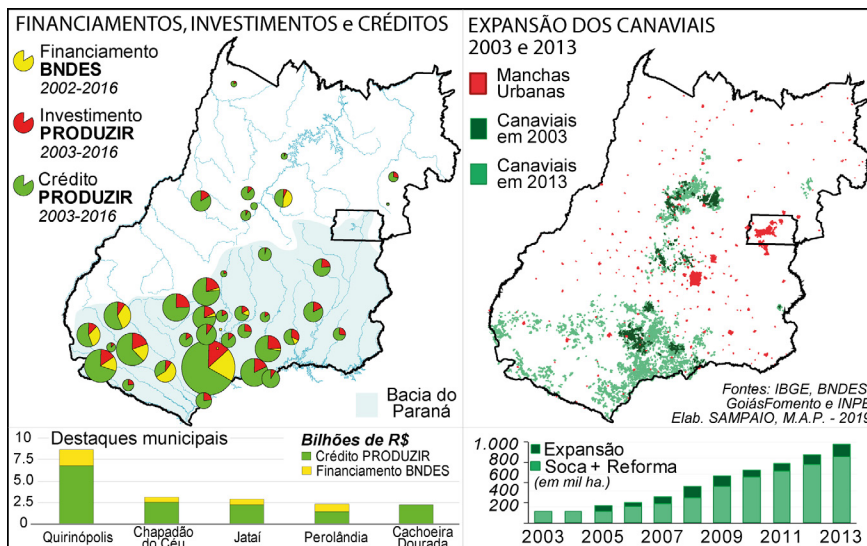 FINANCIAMENTOS, INVESTIMENTOS e CRÉDITOS
Financiamento
BNDES
2002-2016
Investimento
PRODUZIR
2003-2016
Crédito
PRODUZIR
2003-2016
Bacia do
Paraná
EXPANSÃO DOS CANAVIAIS
2003 e 2013
Manchas
Urbanas
Canaviais
em 2003
Canaviais
em 2013
Fontes: IBGE, BNDES
GoiásFomento e INPE
Elab. SAMPAIO, M.A.P. - 2019
Destaques municipais
Bilhões de R$
Crédito PRODUZIR
Financiamento BNDES
10
7.5
5
2.5
0
Quirinópolis
Chapadão
do Céu
Jataí
Perolândia
Cachoeira
Dourada
Expansão
Soca + Reforma
(em mil ha.)
1.000
800
600
400
200
2003
2005
2007
2009
2011
2013